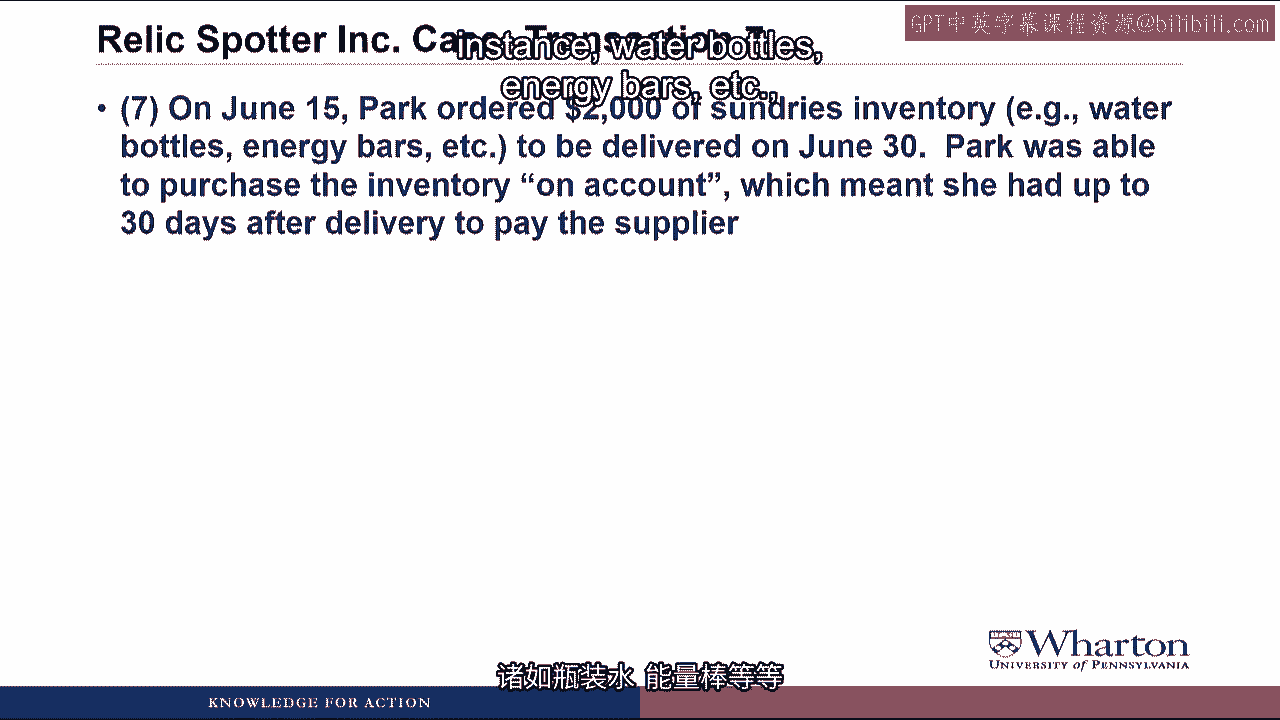 Relic Spotter Inc. Case: Transaction 7
instance, water bottles,
energy bars, etc.,
GPT中英字幕课程资源@bilibili.com
• (7) On June 15, Park ordered $2,000 of sundries inventory (e.g., water
bottles, energy bars, etc.) to be delivered on June 30. Park was able
to purchase the inventory “on account”, which meant she had up to
30 days after delivery to pay the supplier
Wharton
UNIVERSITY of PENNSYLVANIA
诸如瓶装水 能量棒等等
KNOWLEDGE FOR ACTION